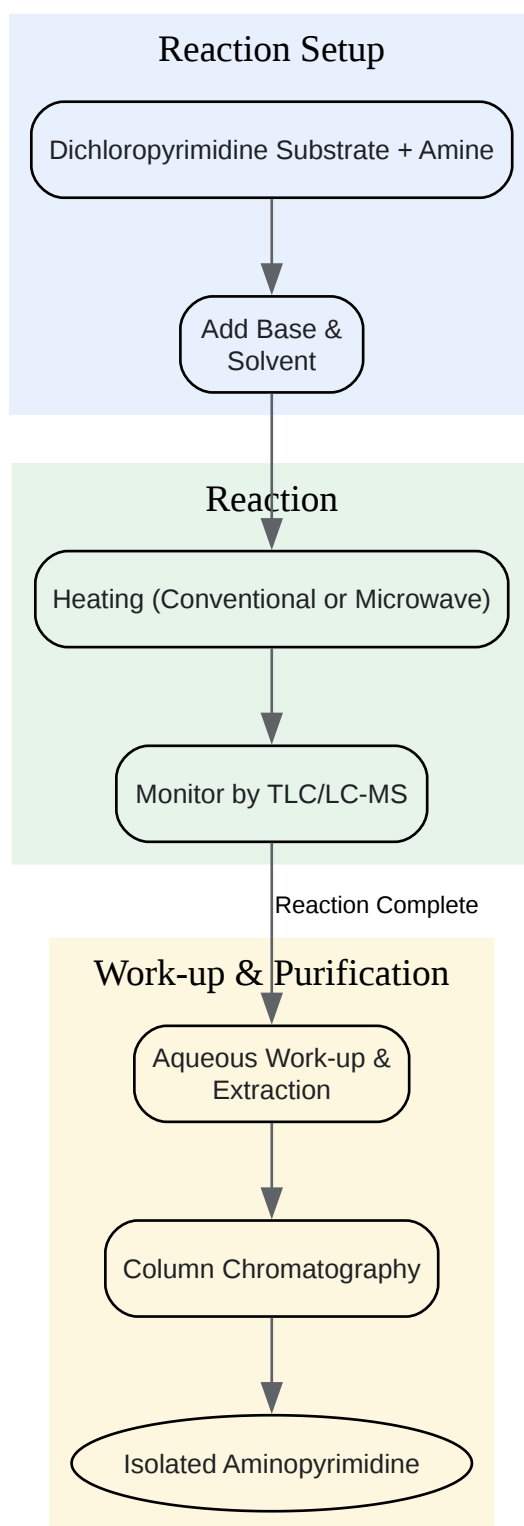 Reaction Setup
Dichloropyrimidine Substrate + Amine
Add Base &
Solvent
Reaction
Heating (Conventional or Microwave)
Monitor by TLC/LC-MS
Reaction Complete
Work-up & Purification
Aqueous Work-up &
Extraction
Column Chromatography
Isolated Aminopyrimidine